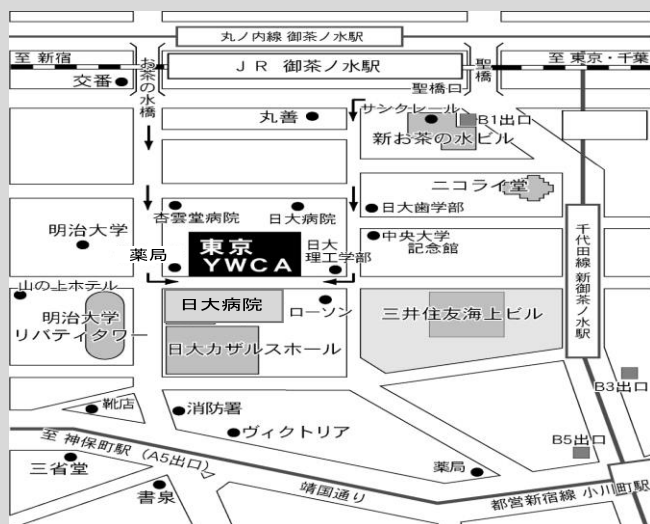 丸ノ内線 御茶ノ水駅
至 新宿
ＪＲ 御茶ノ水駅
至 東京・千葉
お茶の水橋
聖橋
交番
聖橋口
丸善
サンクレール
B1出口
新お茶の水ビル
ニコライ堂
杏雲堂病院
日大病院
日大歯学部
明治大学
薬局
東京
YWCA
日大
理工学部
中央大学
記念館
千代田線 新御茶ノ水駅
山の上ホテル
明治大学
リバティタワー
日大病院
ローソン
三井住友海上ビル
日大カザルスホール
B3出口
靴店
消防署
ヴィクトリア
B5出口
至 神保町駅（A5出口）
三省堂
薬局
書泉
靖国通り
都営新宿線 小川町駅